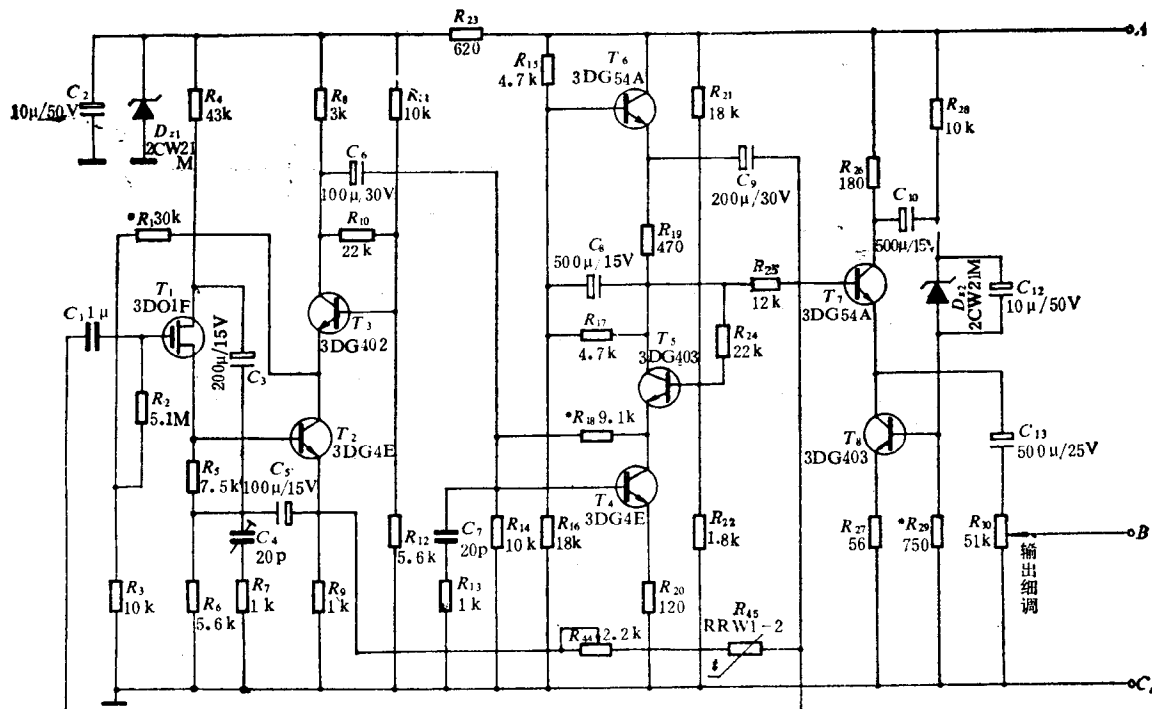 R23
620
A
C2
10μ/50V
Dz1
2CW21
M
R4
43k
R8
3k
10k
R15
4.7k
T6
3DG54A
R21
18k
R28
10k
C6
100μ/30V
C9
200μ/30V
R26
180
C10
500μ/15V
*R1 30k
R10
22k
R19
470
C8
500μ/15V
R25
12k
T7
3DG54A
Dz2
2CW21M
C12
10μ/50V
C1 1μ
T1
3DO1F
200μ/15V
C3
T3
3DG402
R17
4.7k
T5
3DG403
R24
22k
R2
5.1M
T2
3DG4E
*R18 9.1k
T8
3DG403
C13
500μ/25V
R5
7.5k
C5
100μ/15V
T4
3DG4E
C4
20p
R12
5.6k
C7
20p
R14
10k
R16
18k
R22
1.8k
R27
56
*R29
750
R30
51k
B
输出细调
R3
10k
R6
5.6k
R7
1k
R9
1k
R13
1k
R20
120
R44 2.2k
R45
RRW1-2
t
C